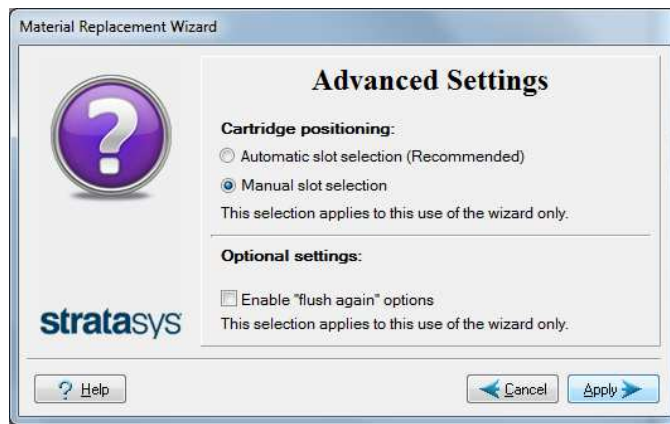 Material Replacement Wizard
Advanced Settings
Cartridge positioning:
Automatic slot selection (Recommended)
Manual slot selection
This selection applies to this use of the wizard only.
Optional settings:
Enable "flush again" options
This selection applies to this use of the wizard only.
stratasys
? Help
Cancel
Apply